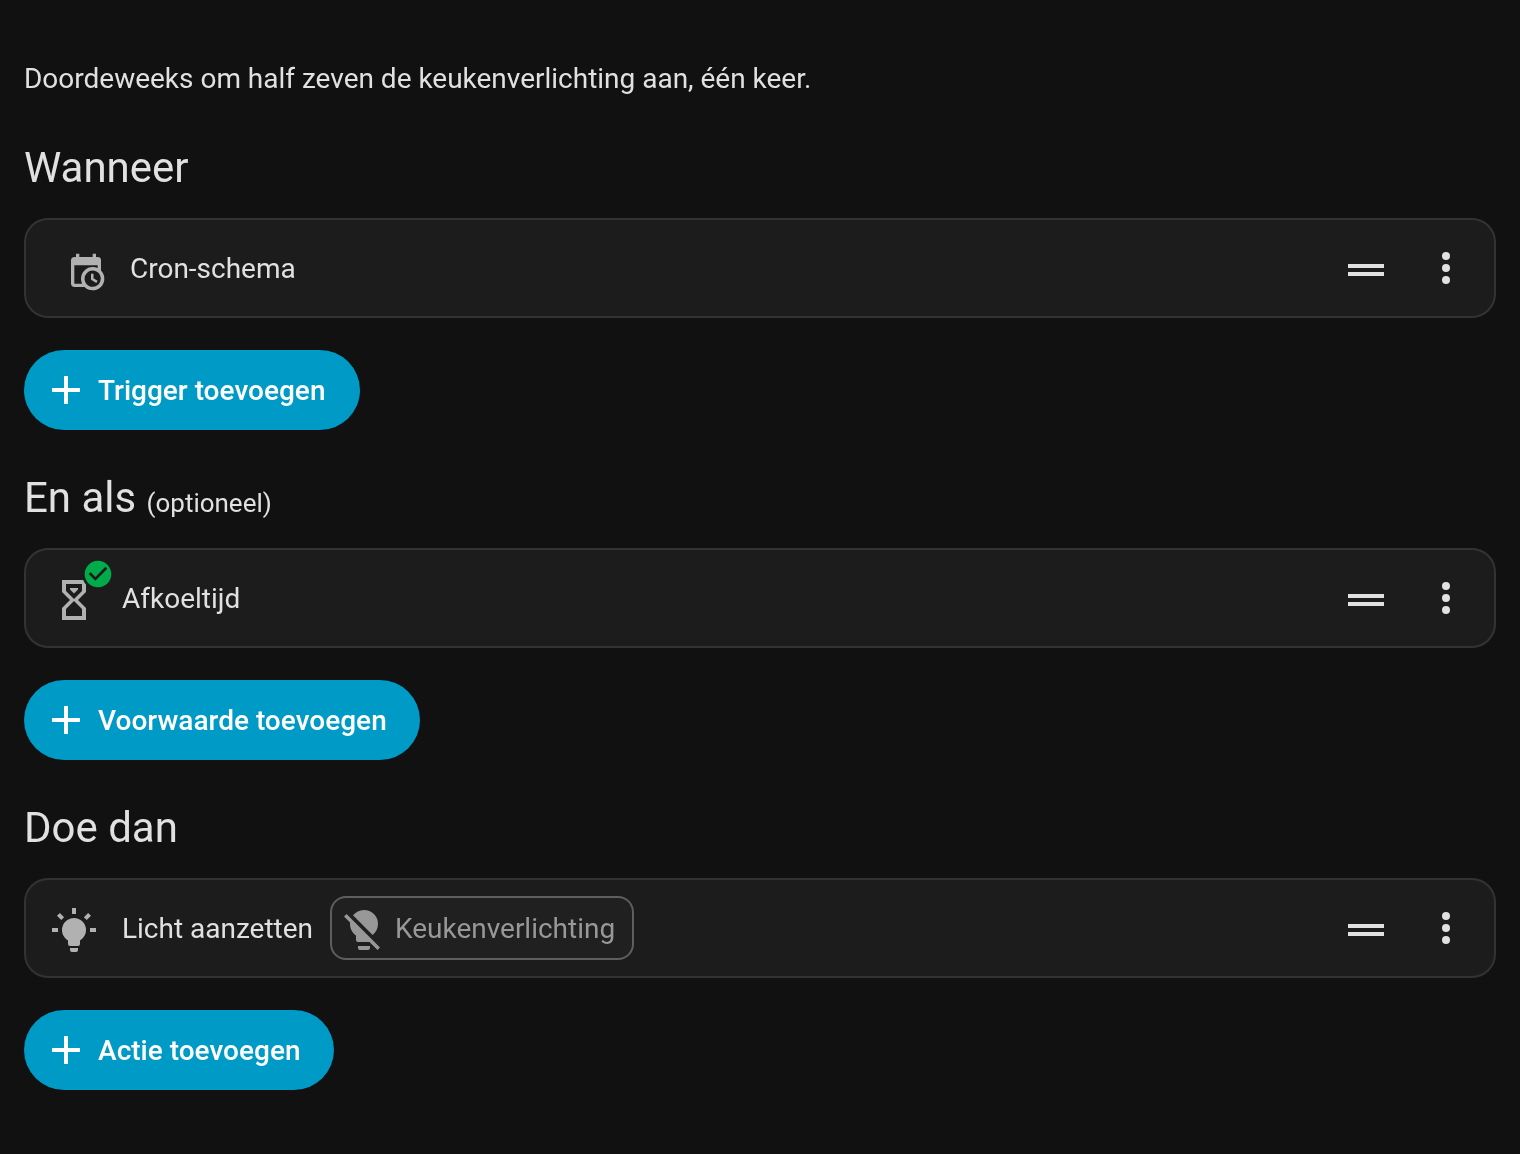 Doordeweeks om half zeven de keukenverlichting aan, één keer.
Wanneer
Cron-schema
Trigger toevoegen
En als (optioneel)
Afkoeltijd
Voorwaarde toevoegen
Doe dan
Licht aanzetten Keukenverlichting
Actie toevoegen